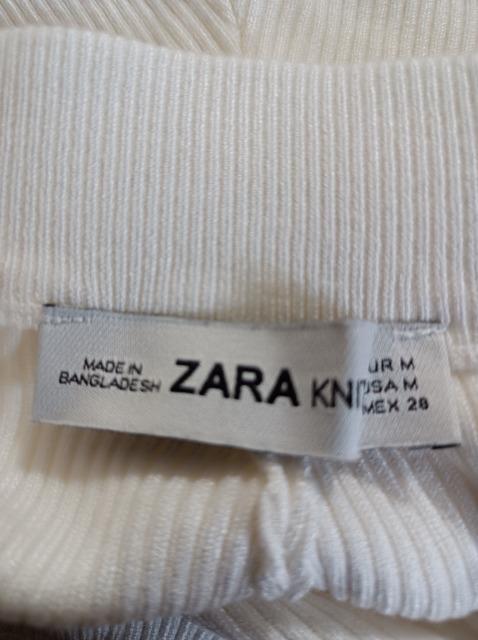 MADE IN
BANGLADESH
ZARA KNI
UR M
USA M
MEX 28